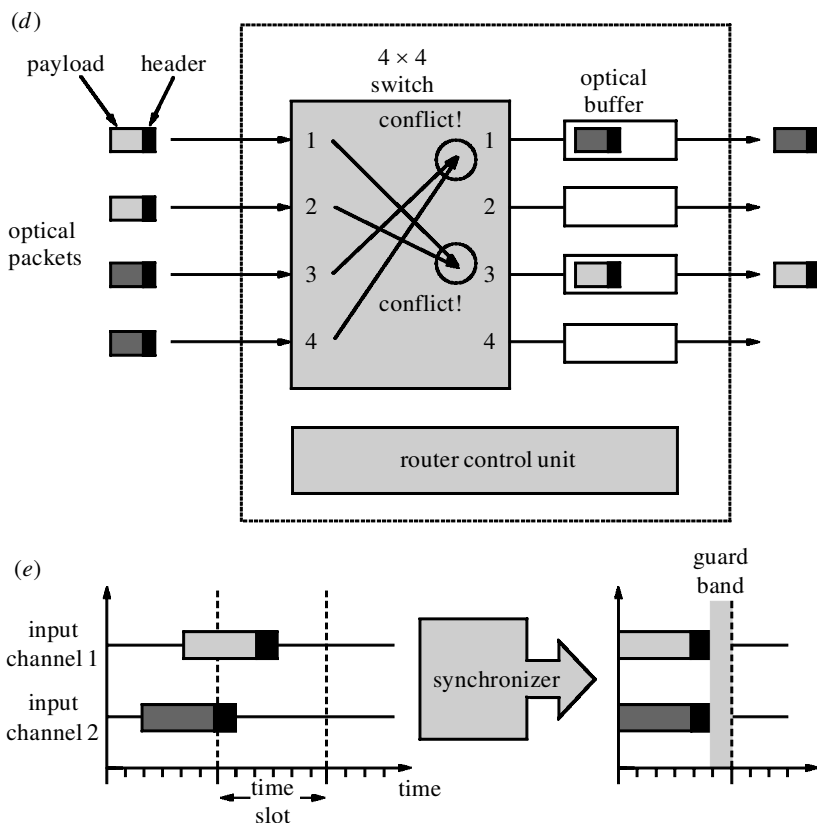 (d)
payload
header
4 × 4
switch
optical
buffer
conflict!
1
1
2
2
optical
packets
3
3
conflict!
4
4
router control unit
(e)
guard
band
input
channel 1
synchronizer
input
channel 2
time
slot
time